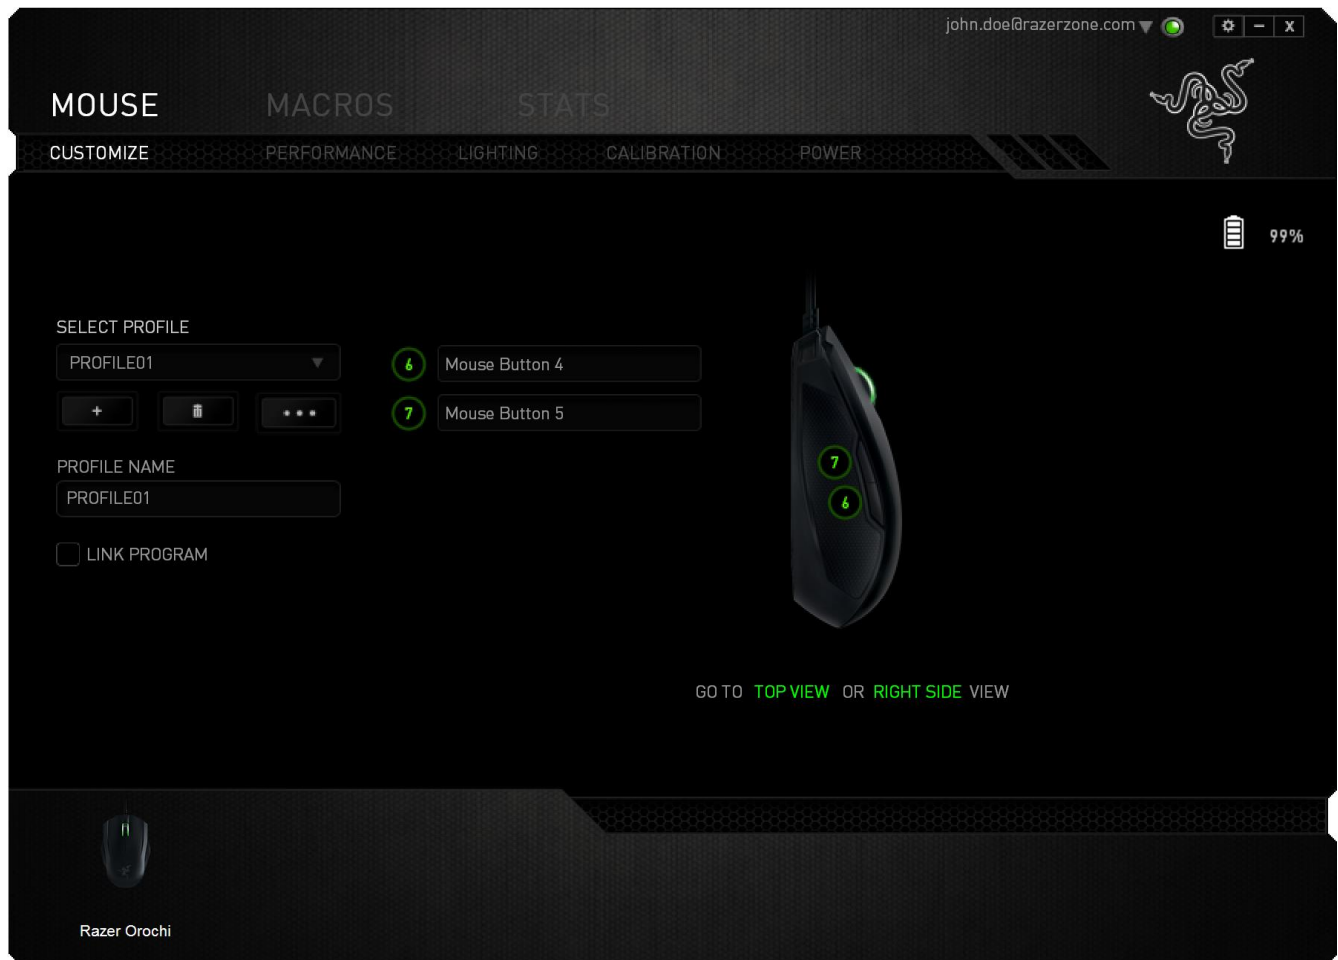 john.doe@razerzone.com
X
MOUSE MACROS STATS
CUSTOMIZE PERFORMANCE LIGHTING CALIBRATION POWER
99%
SELECT PROFILE
PROFILE01
6 Mouse Button 4
7 Mouse Button 5
PROFILE NAME
PROFILE01
LINK PROGRAM
7
6
GO TO TOP VIEW OR RIGHT SIDE VIEW
Razer Orochi